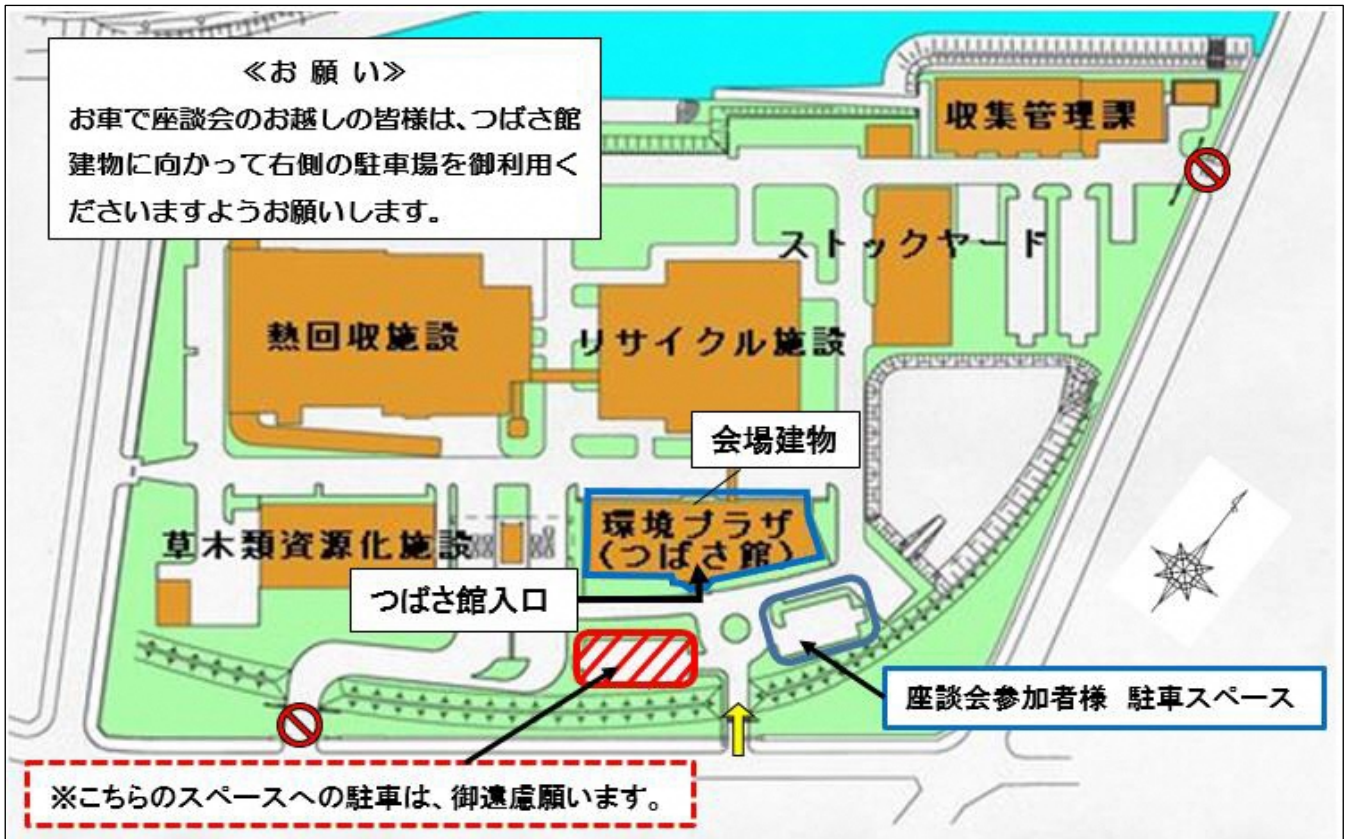 ≪お 願 い≫
お車で座談会のお越しの皆様は、つばさ館
建物に向かって右側の駐車場を御利用く
ださいますようお願いします。
収集管理課
ストックヤード
熱回収施設
リサイクル施設
会場建物
環境プラザ
(つばさ館)
草木類資源化施設
つばさ館入口
座談会参加者様 駐車スペース
※こちらのスペースへの駐車は、御遠慮願います。